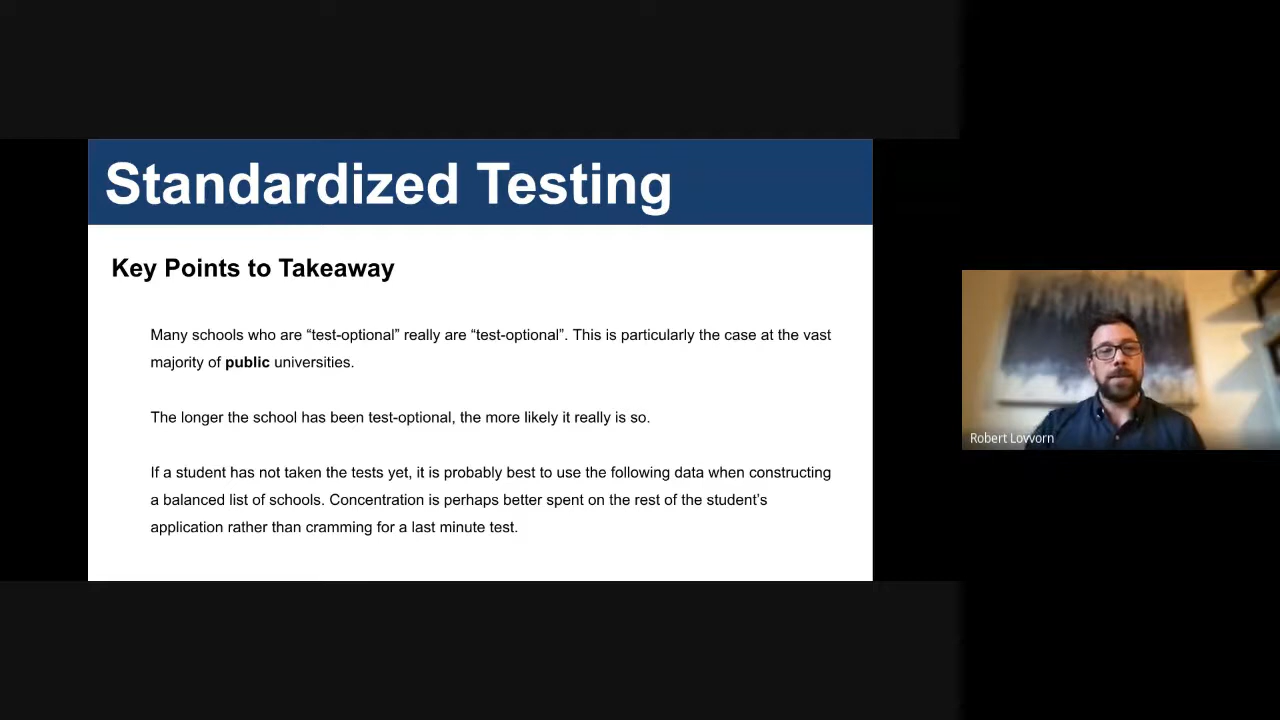 Standardized Testing
Key Points to Takeaway
Many schools who are “test-optional” really are “test-optional”. This is particularly the case at the vast
majority of public universities.
The longer the school has been test-optional, the more likely it really is so.
If a student has not taken the tests yet, it is probably best to use the following data when constructing
a balanced list of schools. Concentration is perhaps better spent on the rest of the student’s
application rather than cramming for a last minute test.
Robert Lovvorn